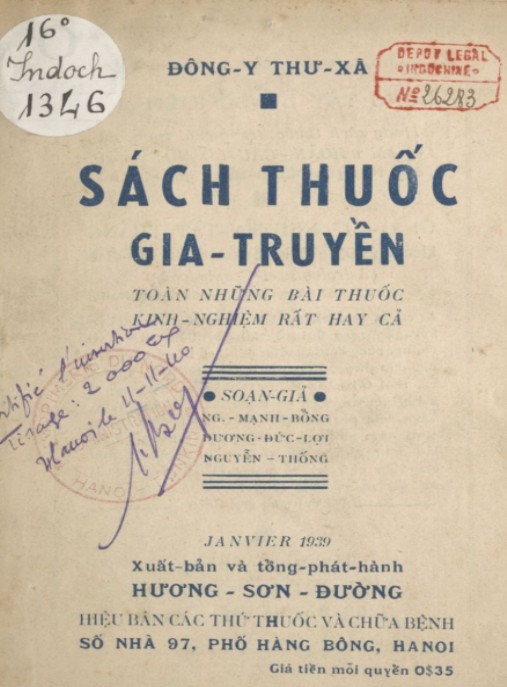 16°
Indoch
1346
DEPOT LEGAL
INDOCHINE
Nº 26283
ĐÔNG-Y THƯ-XÃ
SÁCH THUỐC
GIA-TRUYỀN
TOÀN NHỮNG BÀI THUỐC
KINH-NGHIỆM RẤT HAY CẢ
Tirage: 2000 ex
Hanoi le 11-11-40
HANOI
SOẠN-GIẢ
NG.-MẠNH-BỔNG
DƯƠNG-ĐỨC-LỢI
NGUYỄN-THỐNG
JANVIER 1939
Xuất-bản và tổng-phát-hành
HƯƠNG - SƠN - ĐƯỜNG
HIỆU BÁN CÁC THỨ THUỐC VÀ CHỮA BỆNH
SỐ NHÀ 97, PHỐ HÀNG BÔNG, HANOI
Giá tiền mỗi quyển 0$35